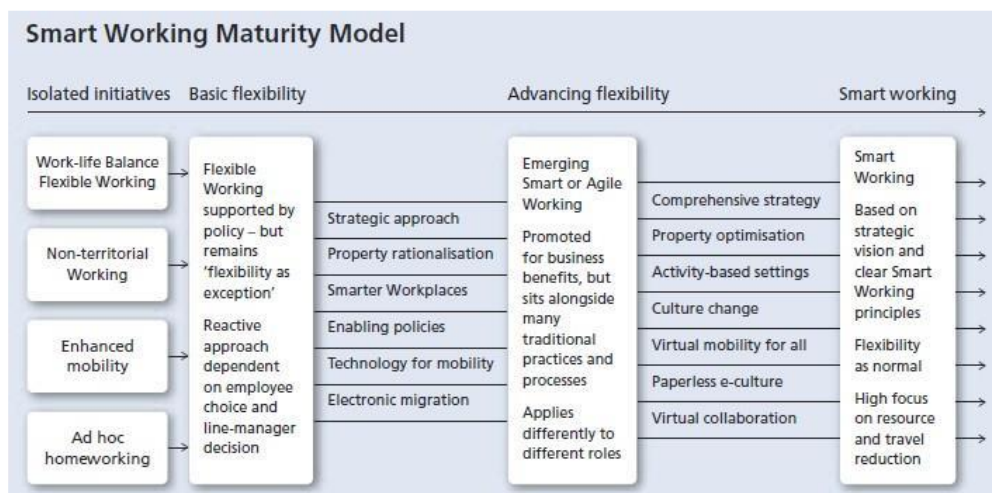 Smart Working Maturity Model
Isolated initiatives
Basic flexibility
Advancing flexibility
Smart working
Work-life Balance
Flexible Working
Non-territorial
Working
Enhanced
mobility
Ad hoc
homeworking
Flexible
Working
supported by
policy – but
remains
‘flexibility as
exception’
Reactive
approach
dependent
on employee
choice and
line-manager
decision
Strategic approach
Property rationalisation
Smarter Workplaces
Enabling policies
Technology for mobility
Electronic migration
Emerging
Smart or Agile
Working
Promoted
for business
benefits, but
sits alongside
many
traditional
practices and
processes
Applies
differently to
different roles
Comprehensive strategy
Property optimisation
Activity-based settings
Culture change
Virtual mobility for all
Paperless e-culture
Virtual collaboration
Smart
Working
Based on
strategic
vision and
clear Smart
Working
principles
Flexibility
as normal
High focus
on resource
and travel
reduction